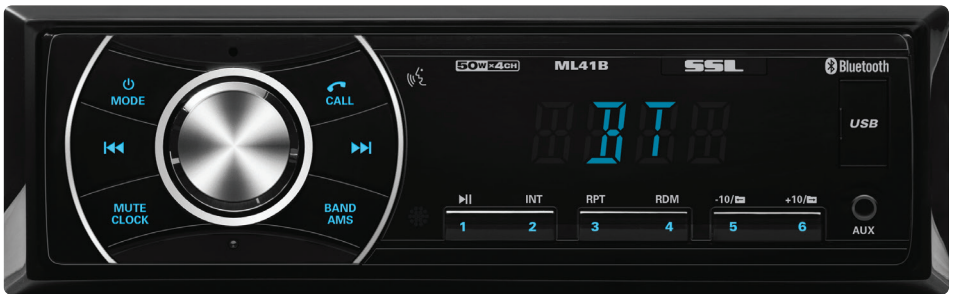 MODE
CALL
MUTE
CLOCK
BAND
AMS
50W×4CH
ML41B
SSL
Bluetooth
BT
USB
INT
RPT
RDM
-10/
+10/
1
2
3
4
5
6
AUX